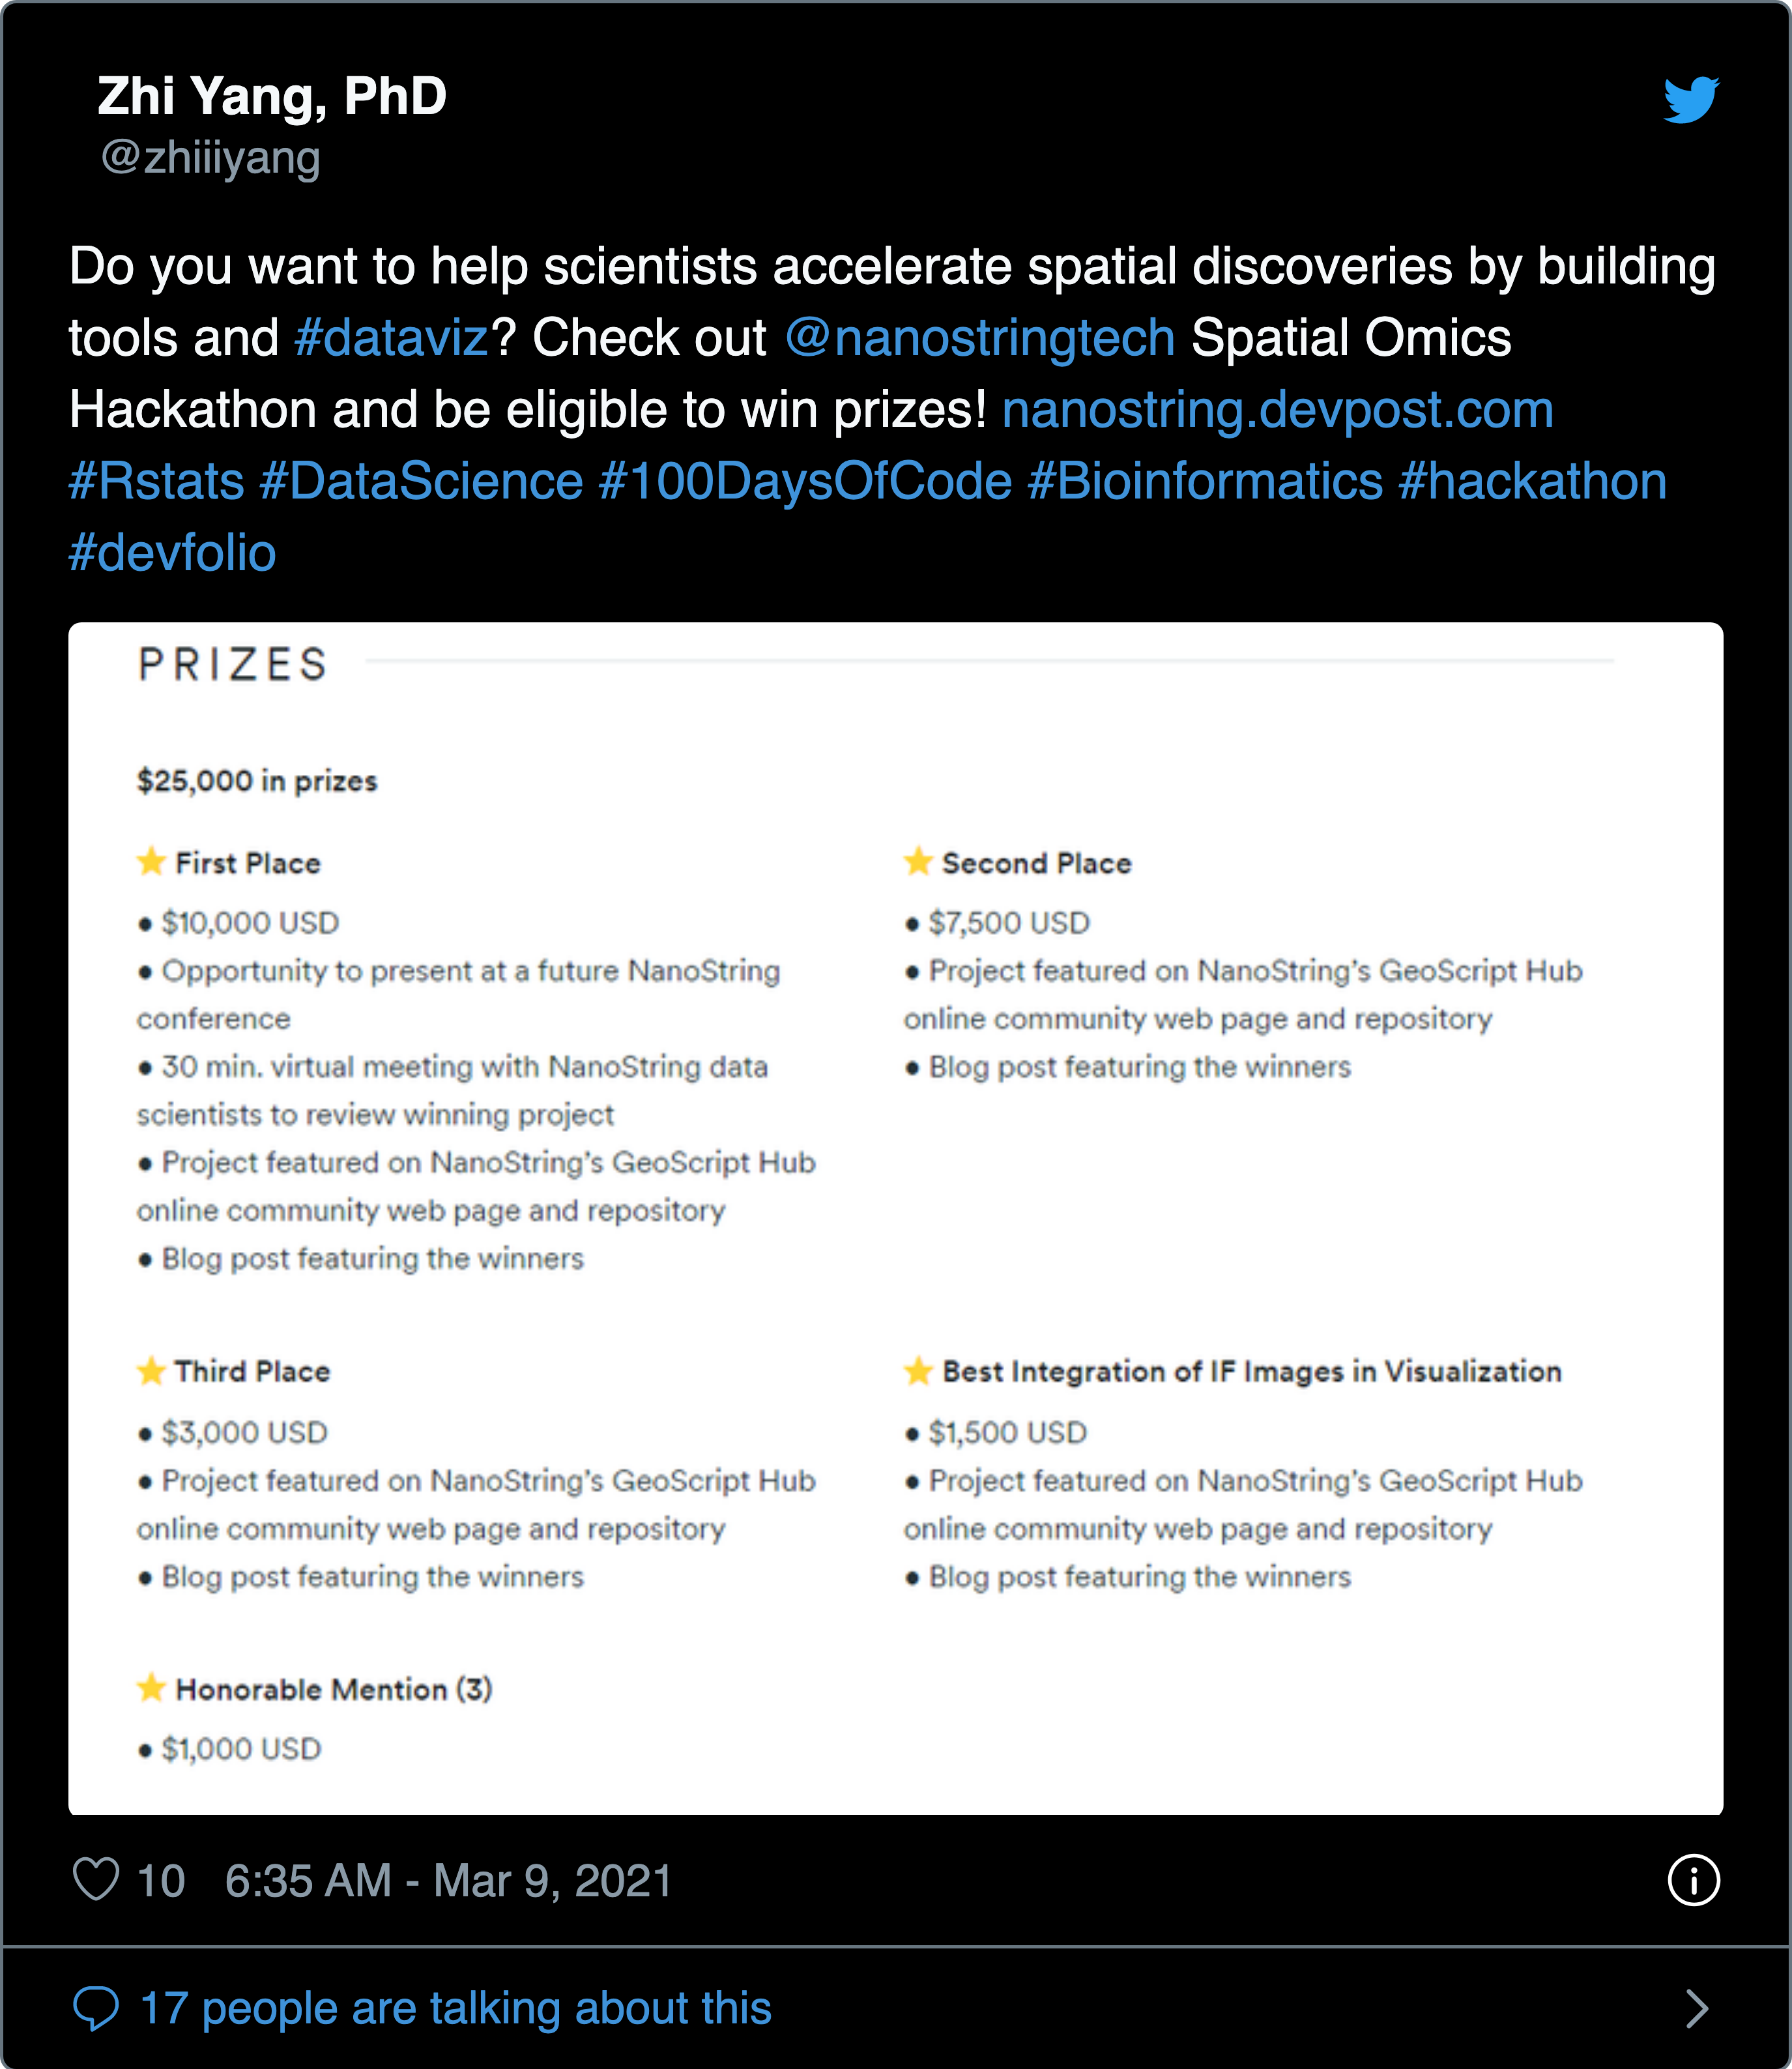 Zhi Yang, PhD
@zhiiiyang
Do you want to help scientists accelerate spatial discoveries by building
tools and #dataviz? Check out @nanostringtech Spatial Omics
Hackathon and be eligible to win prizes! nanostring.devpost.com
#Rstats #DataScience #100DaysOfCode #Bioinformatics #hackathon
#devfolio
PRIZES
$25,000 in prizes
⭐ First Place
• $10,000 USD
• Opportunity to present at a future NanoString
conference
• 30 min. virtual meeting with NanoString data
scientists to review winning project
• Project featured on NanoString's GeoScript Hub
online community web page and repository
• Blog post featuring the winners
⭐ Second Place
• $7,500 USD
• Project featured on NanoString's GeoScript Hub
online community web page and repository
• Blog post featuring the winners
⭐ Third Place
• $3,000 USD
• Project featured on NanoString's GeoScript Hub
online community web page and repository
• Blog post featuring the winners
⭐ Best Integration of IF Images in Visualization
• $1,500 USD
• Project featured on NanoString's GeoScript Hub
online community web page and repository
• Blog post featuring the winners
⭐ Honorable Mention (3)
• $1,000 USD
10 6:35 AM - Mar 9, 2021
17 people are talking about this